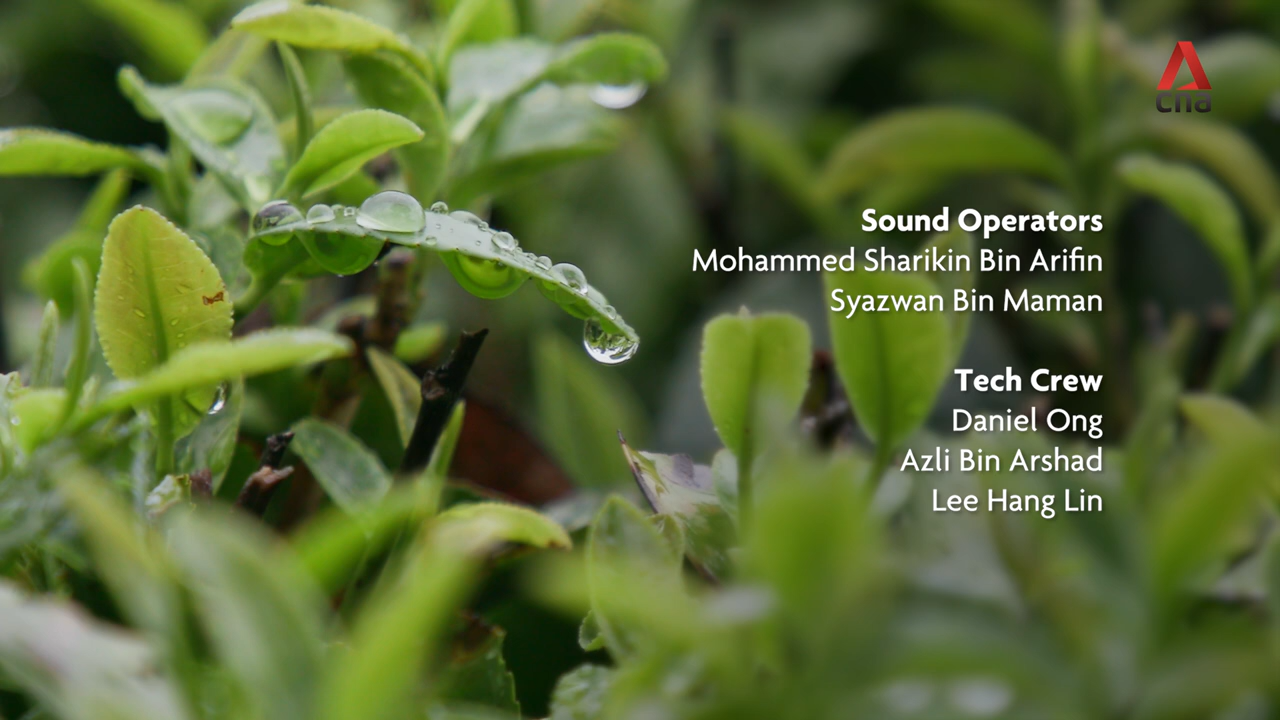 cna
Sound Operators
Mohammed Sharikin Bin Arifin
Syazwan Bin Maman
Tech Crew
Daniel Ong
Azli Bin Arshad
Lee Hang Lin